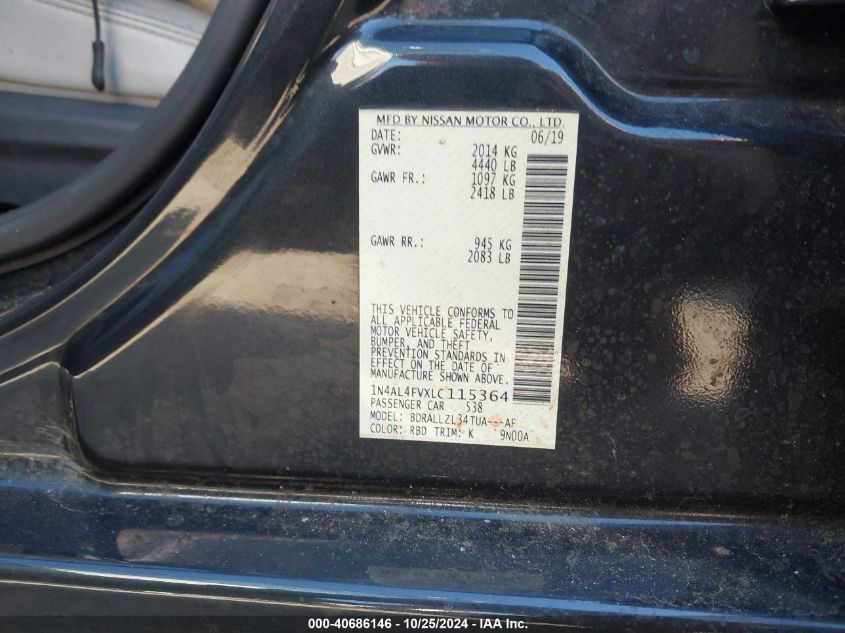 MFD BY NISSAN MOTOR CO., LTD.
DATE: 06/19
GVWR: 2014 KG
4440 LB
GAWR FR.: 1097 KG
2418 LB
GAWR RR.: 945 KG
2083 LB
THIS VEHICLE CONFORMS TO
ALL APPLICABLE FEDERAL
MOTOR VEHICLE SAFETY,
BUMPER, AND THEFT
PREVENTION STANDARDS IN
EFFECT ON THE DATE OF
MANUFACTURE SHOWN ABOVE.
1N4AL4FVXLC115364
PASSENGER CAR 538
MODEL: BDRALLZL34TUA---AF
COLOR: RBD TRIM: K 9N00A
000-40686146 - 10/25/2024 - USED WITH PERMISSION